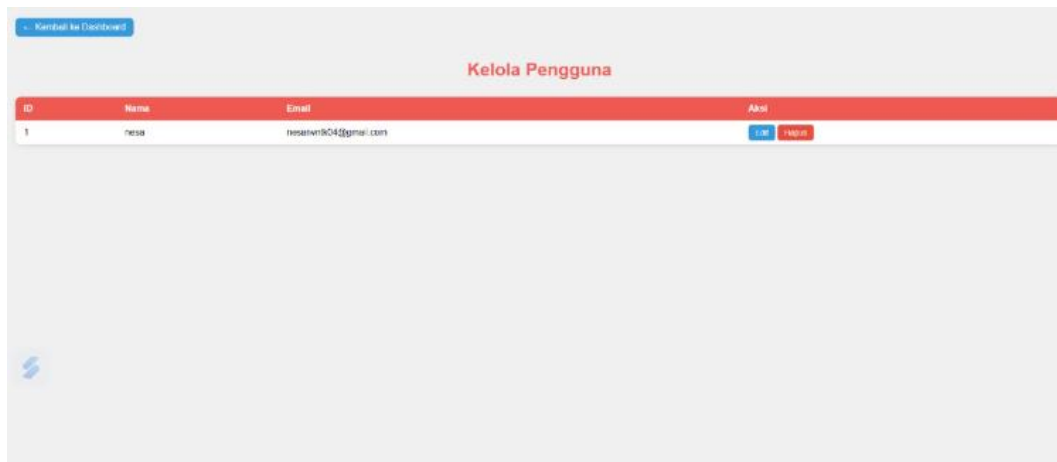 ← Kembali ke Dashboard
Kelola Pengguna
ID Nama Email Aksi
1 nesa Edit Hapus